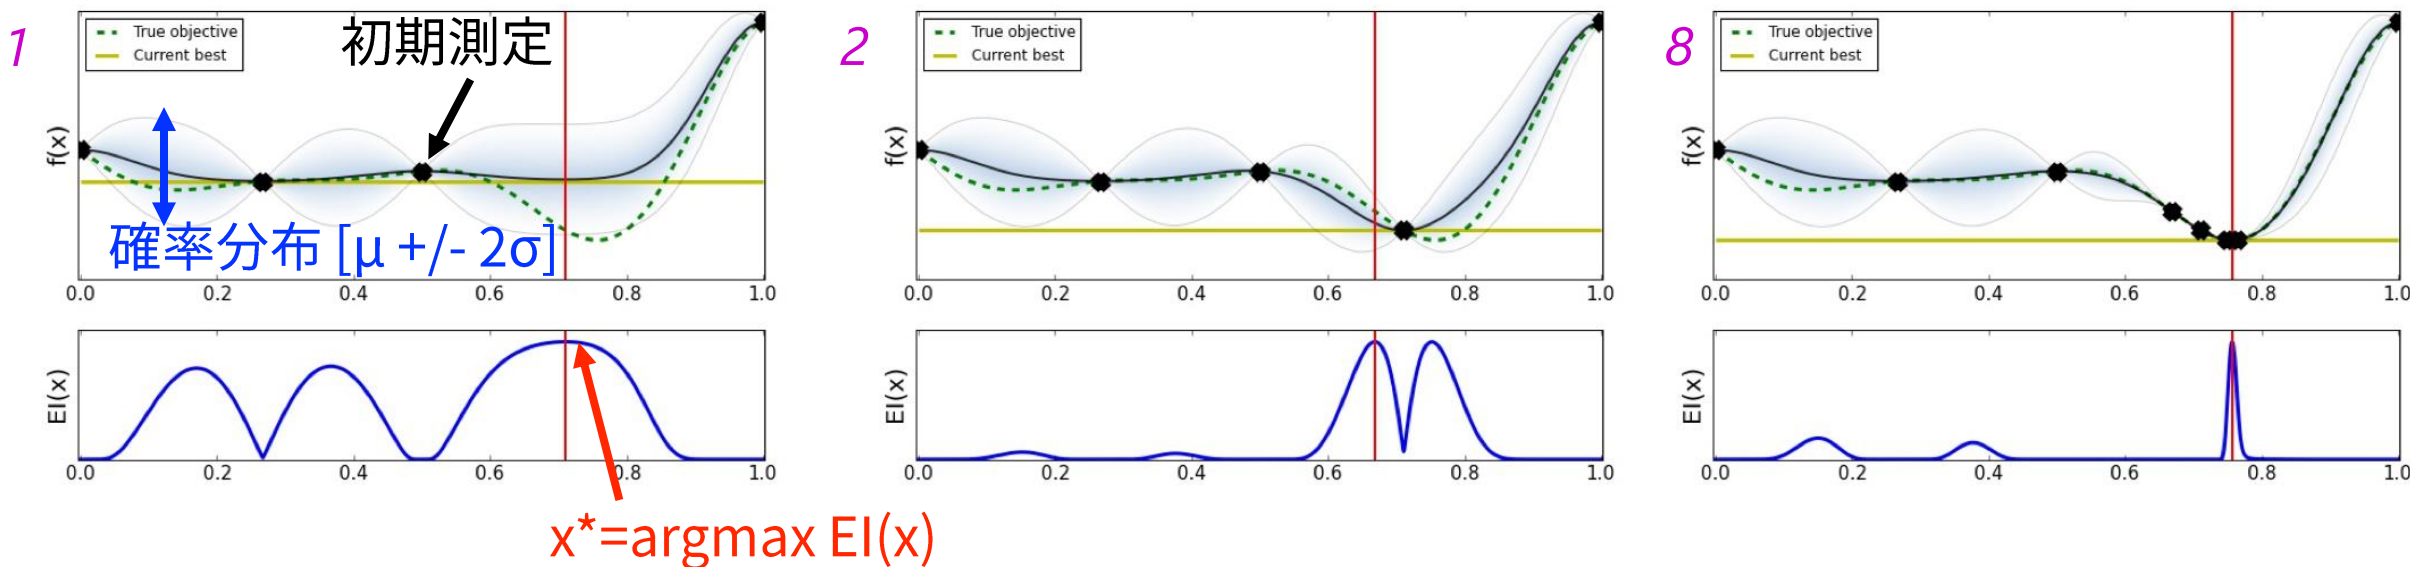 1
True objective
Current best
初期測定
f(x)
確率分布 [μ +/- 2σ]
0.0 0.2 0.4 0.6 0.8 1.0
EI(x)
0.0 0.2 0.4 0.6 0.8 1.0
x*=argmax EI(x)
2
True objective
Current best
f(x)
0.0 0.2 0.4 0.6 0.8 1.0
EI(x)
0.0 0.2 0.4 0.6 0.8 1.0
8
True objective
Current best
f(x)
0.0 0.2 0.4 0.6 0.8 1.0
EI(x)
0.0 0.2 0.4 0.6 0.8 1.0